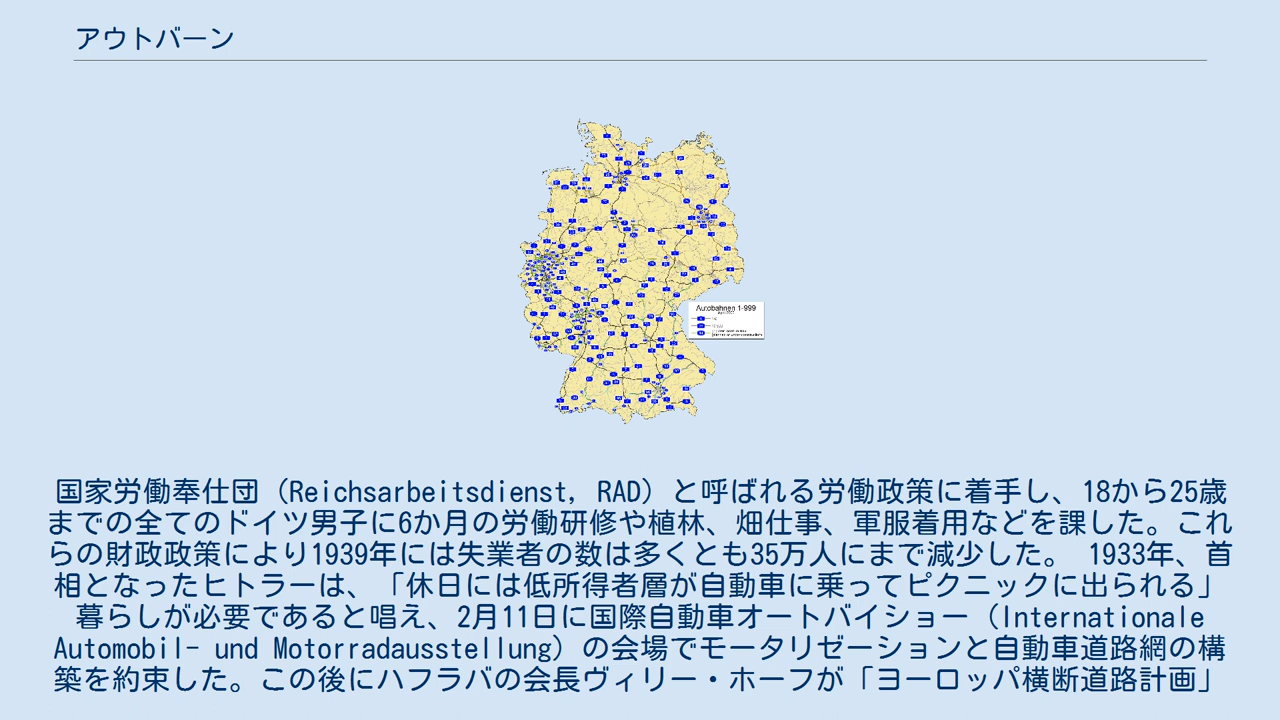 アウトバーン
Autobahnen 1-999
国家労働奉仕団（Reichsarbeitsdienst, RAD）と呼ばれる労働政策に着手し、18から25歳
までの全てのドイツ男子に6か月の労働研修や植林、畑仕事、軍服着用などを課した。これ
らの財政政策により1939年には失業者の数は多くとも35万人にまで減少した。 1933年、首
相となったヒトラーは、「休日には低所得者層が自動車に乗ってピクニックに出られる」
暮らしが必要であると唱え、2月11日に国際自動車オートバイショー（Internationale
Automobil- und Motorradausstellung）の会場でモータリゼーションと自動車道路網の構
築を約束した。この後にハフラバの会長ヴィリー・ホーフが「ヨーロッパ横断道路計画」